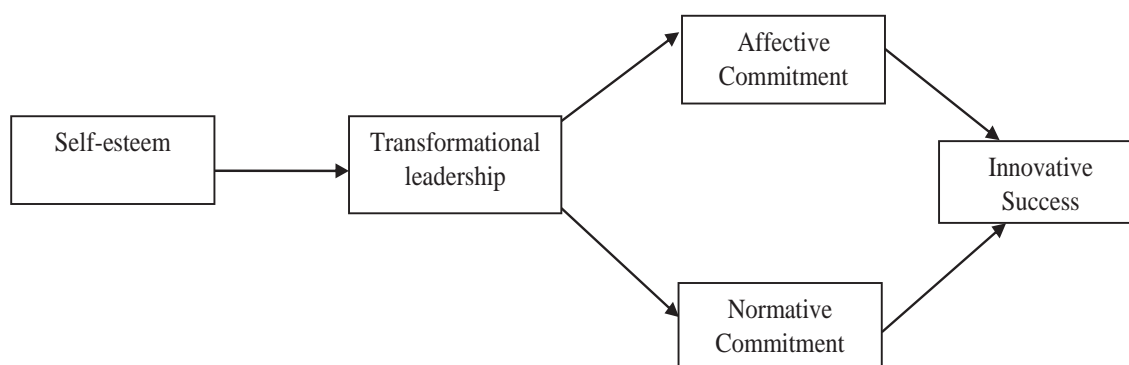 Affective
Commitment
Self-esteem
Transformational
leadership
Innovative
Success
Normative
Commitment